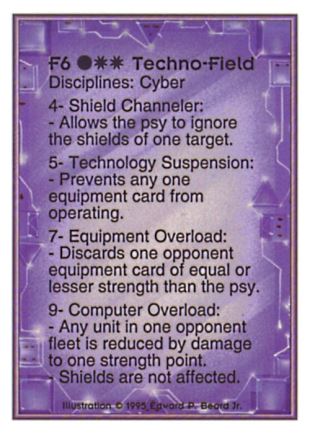 F6 ●✳✳ Techno-Field
Disciplines: Cyber
4- Shield Channeler:
- Allows the psy to ignore
the shields of one target.
5- Technology Suspension:
- Prevents any one
equipment card from
operating.
7- Equipment Overload:
- Discards one opponent
equipment card of equal or
lesser strength than the psy.
9- Computer Overload:
- Any unit in one opponent
fleet is reduced by damage
to one strength point.
- Shields are not affected.
Illustration © 1995 Edward P. Beard Jr.